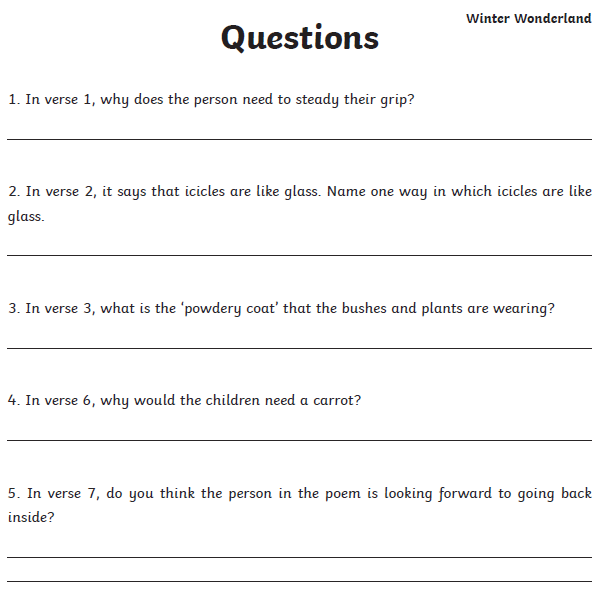 Winter Wonderland
Questions
1. In verse 1, why does the person need to steady their grip?
2. In verse 2, it says that icicles are like glass. Name one way in which icicles are like
glass.
3. In verse 3, what is the ‘powdery coat’ that the bushes and plants are wearing?
4. In verse 6, why would the children need a carrot?
5. In verse 7, do you think the person in the poem is looking forward to going back
inside?